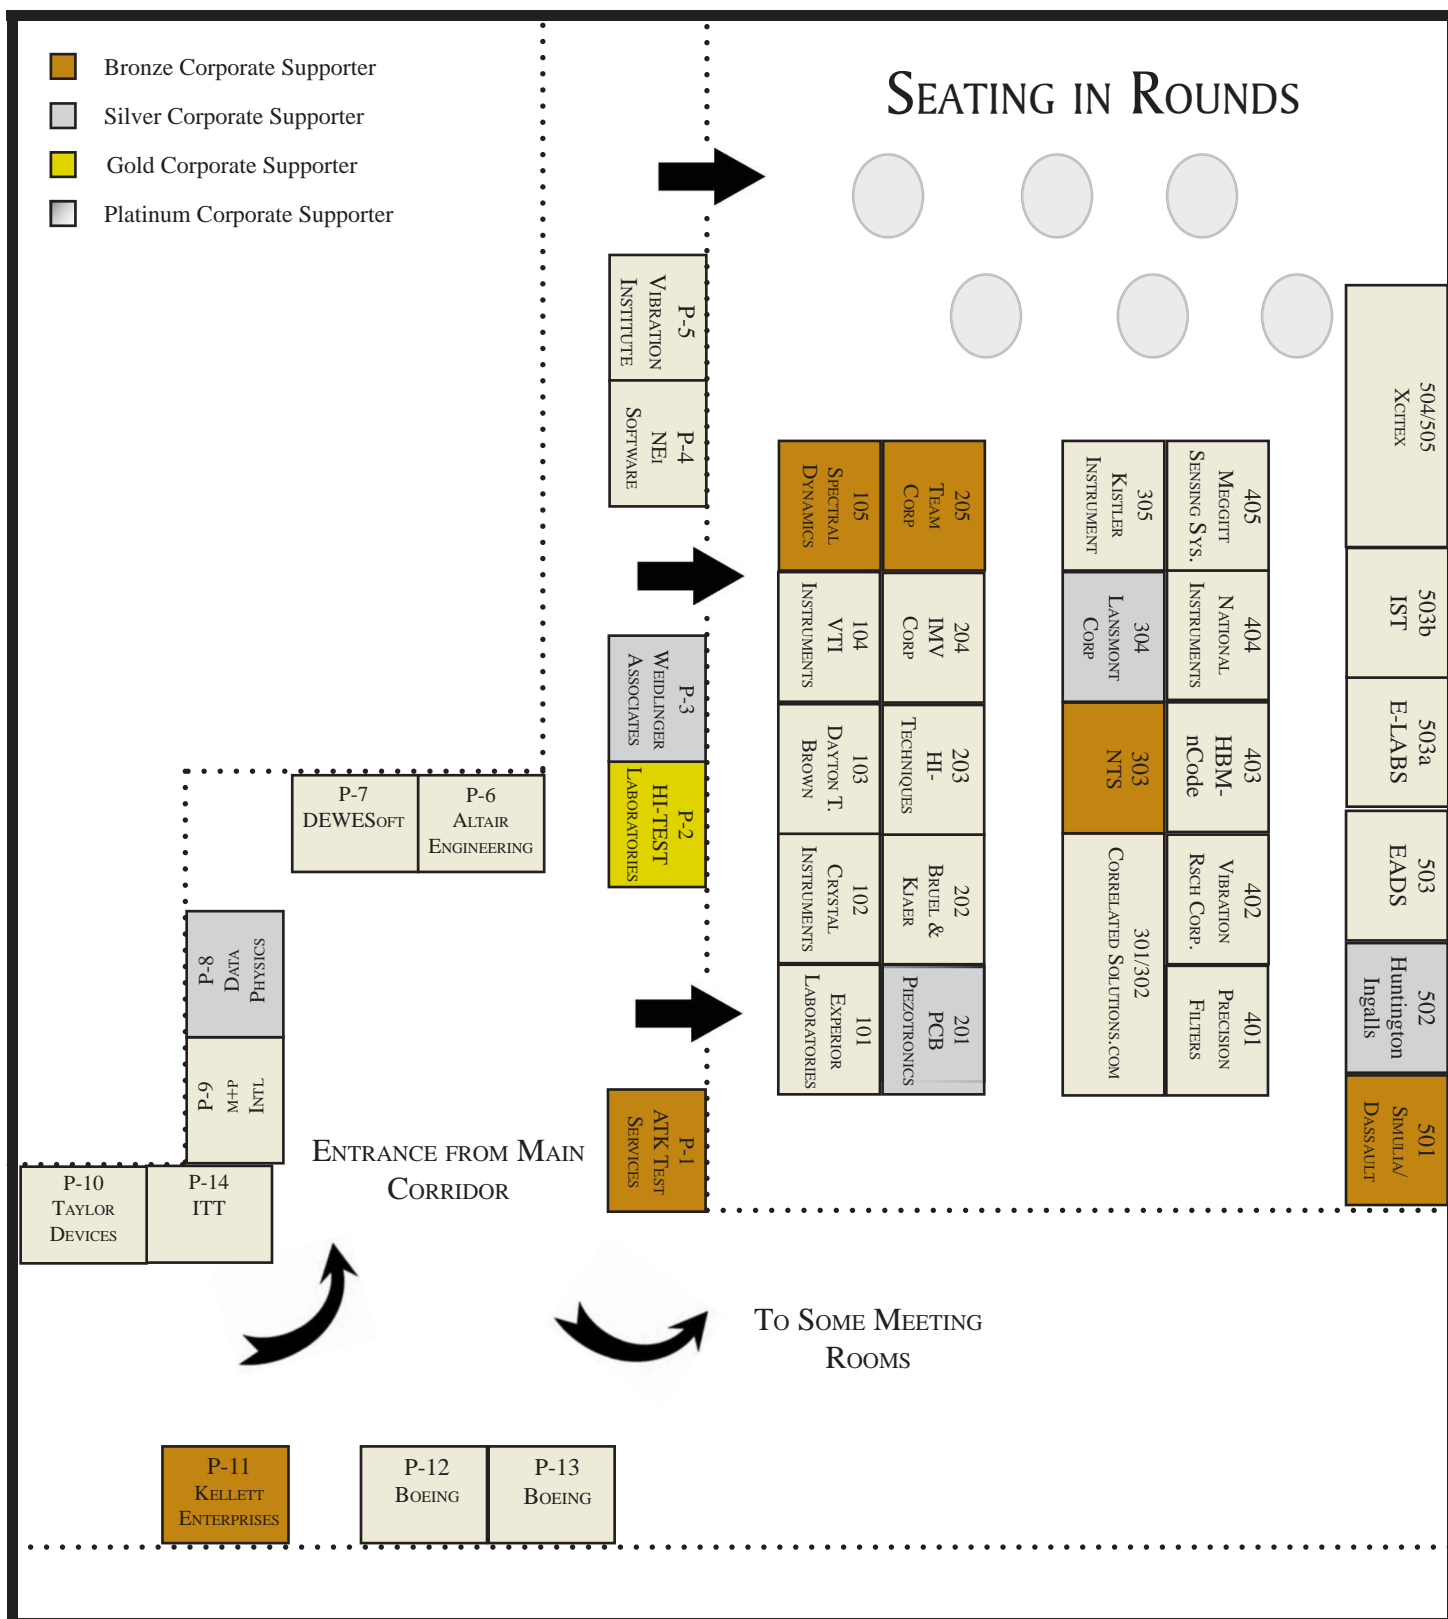 Bronze Corporate Supporter
Silver Corporate Supporter
Gold Corporate Supporter
Platinum Corporate Supporter
Seating in Rounds
P-5
Vibration
Institute
P-4
NEi
Software
P-3
Weidlinger
Associates
P-2
HI-TEST
Laboratories
P-1
ATK Test
Services
P-7
DEWESoft
P-6
Altair
Engineering
P-8
Data
Physics
P-9
M+P
Int'l
P-10
Taylor
Devices
P-14
ITT
Entrance from Main
Corridor
To Some Meeting
Rooms
P-11
Kellett
Enterprises
P-12
Boeing
P-13
Boeing
105
Spectral
Dynamics
104
VTI
Instruments
103
Dayton T.
Brown
102
Crystal
Instruments
101
Experior
Laboratories
205
Team
Corp
204
IMV
Corp
203
HI-
Techniques
202
Bruel &
Kjaer
201
PCB
Piezotronics
305
Kistler
Instrument
304
Lansmont
Corp
303
NTS
301/302
Correlated Solutions.com
405
Meggitt
Sensing Sys.
404
National
Instruments
403
HBM-
nCode
402
Vibration
Rsch Corp.
401
Precision
Filters
504/505
Xcitex
503b
IST
503a
E-LABS
503
EADS
502
Huntington
Ingalls
501
Simulia/
Dassault